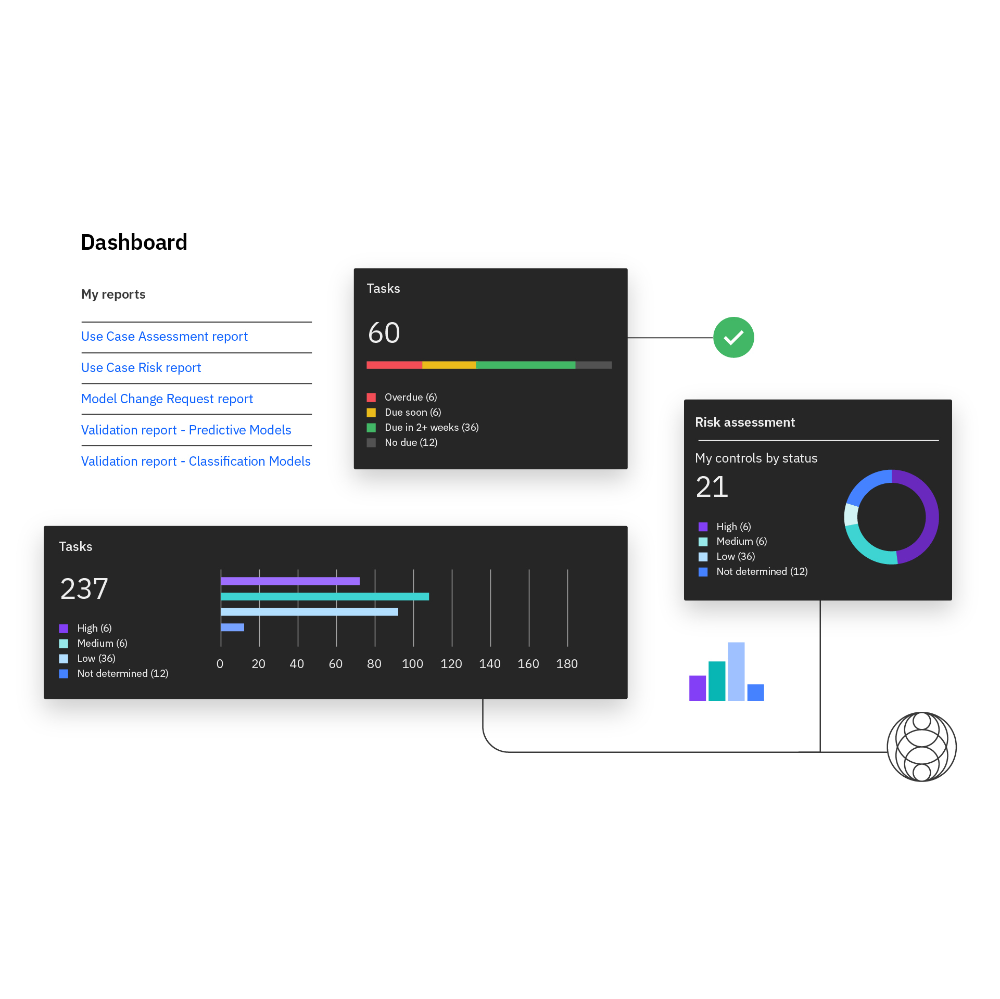 Dashboard
My reports
Use Case Assessment report
Use Case Risk report
Model Change Request report
Validation report - Predictive Models
Validation report - Classification Models
Tasks
60
Overdue (6)
Due soon (6)
Due in 2+ weeks (36)
No due (12)
Risk assessment
My controls by status
21
High (6)
Medium (6)
Low (36)
Not determined (12)
Tasks
237
High (6)
Medium (6)
Low (36)
Not determined (12)
0 20 40 60 80 100 120 140 160 180